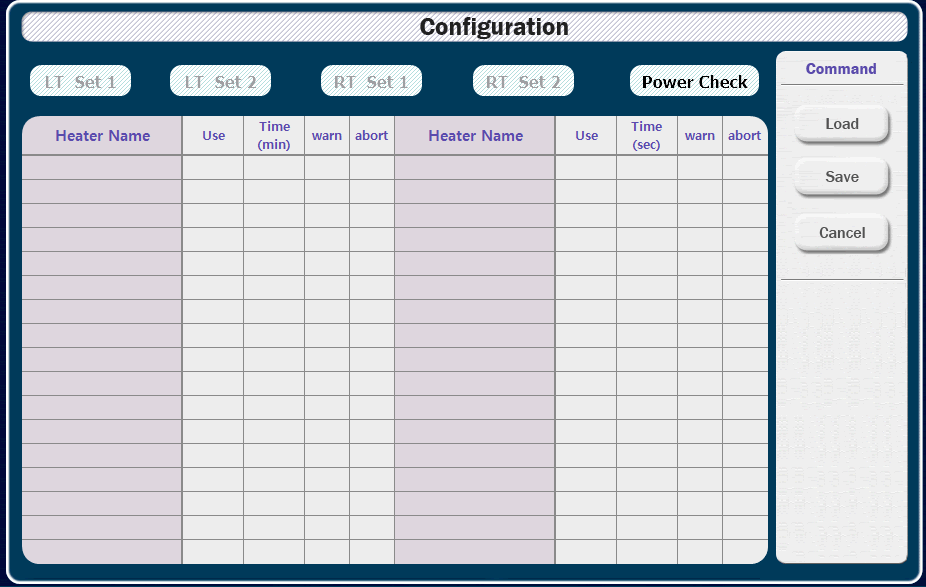 Configuration
LT Set 1
LT Set 2
RT Set 1
RT Set 2
Power Check
Command
Heater Name
Use
Time
(min)
warn
abort
Heater Name
Use
Time
(sec)
warn
abort
Load
Save
Cancel